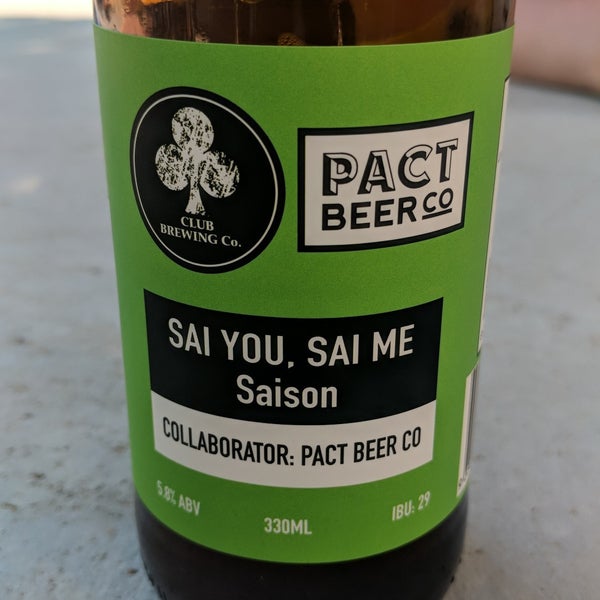 CLUB
BREWING Co.
PACT
BEER CO
SAI YOU, SAI ME
Saison
COLLABORATOR: PACT BEER CO
5.8% ABV
330ML
IBU: 29